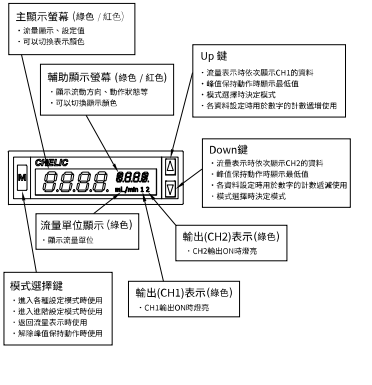 主顯示螢幕 (綠色 / 紅色)
・流量顯示、設定值
・可以切換表示顏色
輔助顯示螢幕 (綠色 / 紅色)
・顯示流動方向、動作狀態等
・可以切換顯示顏色
Up 鍵
・流量表示時依次顯示CH1的資料
・峰值保持動作時顯示最低值
・模式選擇時決定模式
・各資料設定時用於數字的計數遞增使用
Down鍵
・流量表示時依次顯示CH2的資料
・峰值保持動作時顯示最低值
・各資料設定時用於數字的計數遞減使用
・模式選擇時決定模式
CHELIC
M
8.8.8.8.
8.8.8.8.
mL/min 1 2
流量單位顯示 (綠色)
・顯示流量單位
輸出(CH2)表示(綠色)
・CH2輸出ON時燈亮
輸出(CH1)表示(綠色)
・CH1輸出ON時燈亮
模式選擇鍵
・進入各種設定模式時使用
・進入進階設定模式時使用
・返回流量表示時使用
・解除峰值保持動作時使用